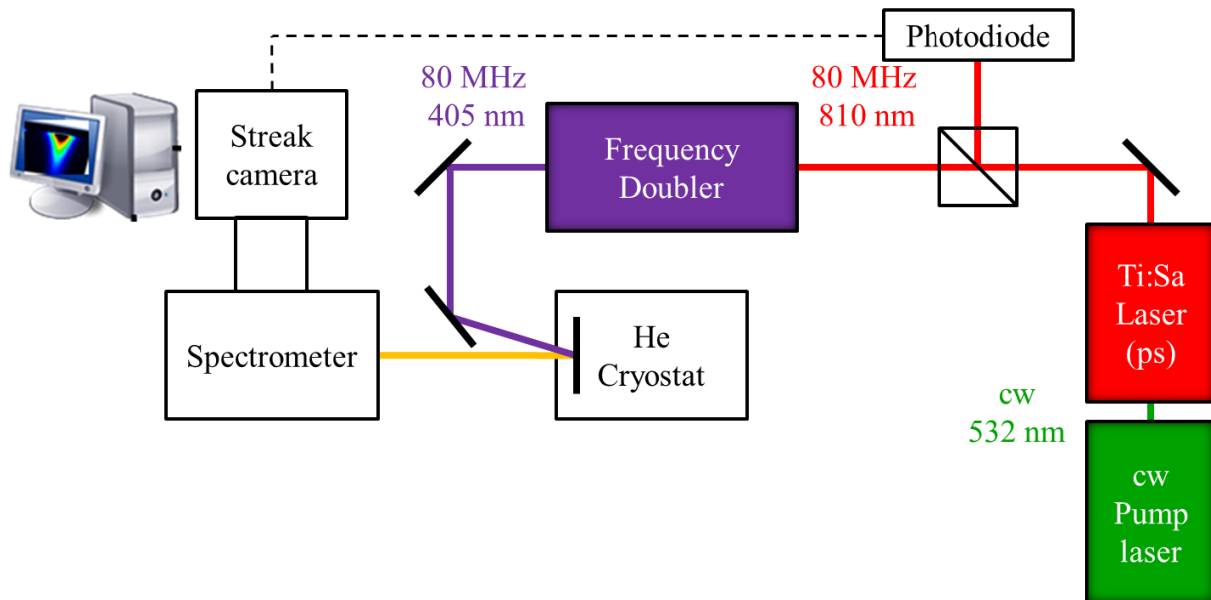 Photodiode
80 MHz
405 nm
80 MHz
810 nm
Streak
camera
Frequency
Doubler
Ti:Sa
Laser
(ps)
Spectrometer
He
Cryostat
cw
532 nm
cw
Pump
laser